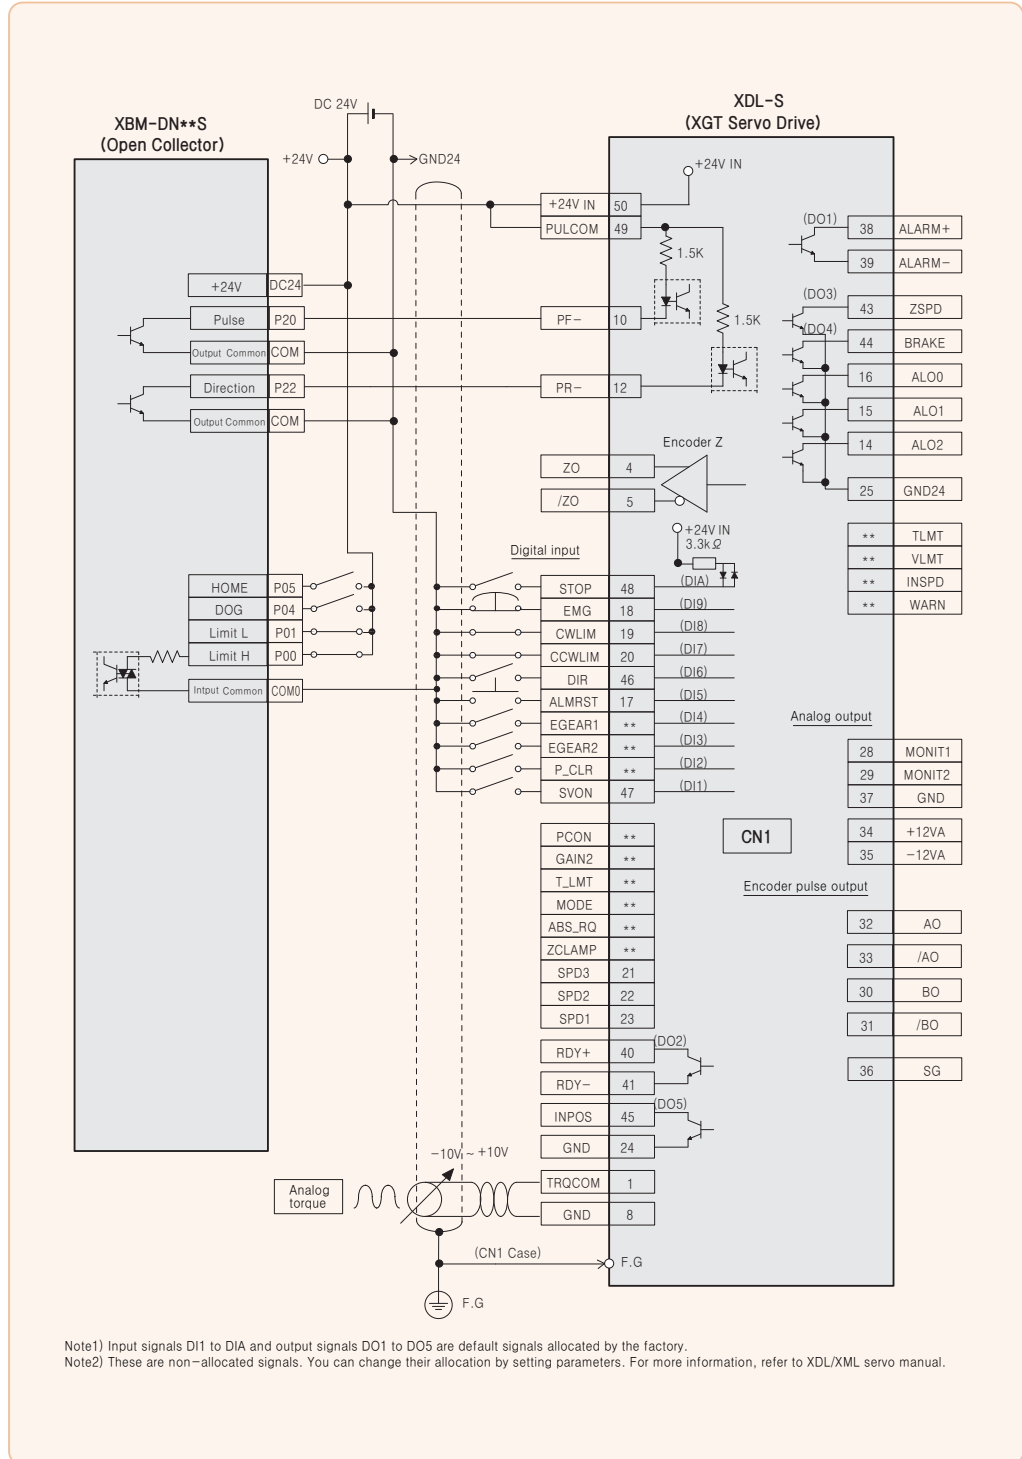 XBM-DN**S
(Open Collector)
DC 24V
+24V
GND24
XDL-S
(XGT Servo Drive)
+24V IN
+24V IN 50
PULCOM 49
1.5K
1.5K
+24V DC24
Pulse P20
Output Common COM
Direction P22
Output Common COM
PF- 10
PR- 12
Encoder Z
ZO 4
/ZO 5
+24V IN
3.3kΩ
Digital input
HOME P05
DOG P04
Limit L P01
Limit H P00
Intput Common COM0
STOP 48 (DIA)
EMG 18 (DI9)
CWLIM 19 (DI8)
CCWLIM 20 (DI7)
DIR 46 (DI6)
ALMRST 17 (DI5)
EGEAR1 ** (DI4)
EGEAR2 ** (DI3)
P_CLR ** (DI2)
SVON 47 (DI1)
PCON **
GAIN2 **
T_LMT **
MODE **
ABS_RQ **
ZCLAMP **
SPD3 21
SPD2 22
SPD1 23
RDY+ 40 (DO2)
RDY- 41
INPOS 45 (DO5)
GND 24
TRQCOM 1
GND 8
CN1
(DO1) 38 ALARM+
39 ALARM-
(DO3) 43 ZSPD
(DO4) 44 BRAKE
16 ALO0
15 ALO1
14 ALO2
25 GND24
** TLMT
** VLMT
** INSPD
** WARN
Analog output
28 MONIT1
29 MONIT2
37 GND
34 +12VA
35 -12VA
Encoder pulse output
32 AO
33 /AO
30 BO
31 /BO
36 SG
-10V ~ +10V
Analog
torque
(CN1 Case)
F.G
F.G
Note1) Input signals DI1 to DIA and output signals DO1 to DO5 are default signals allocated by the factory.
Note2) These are non-allocated signals. You can change their allocation by setting parameters. For more information, refer to XDL/XML servo manual.